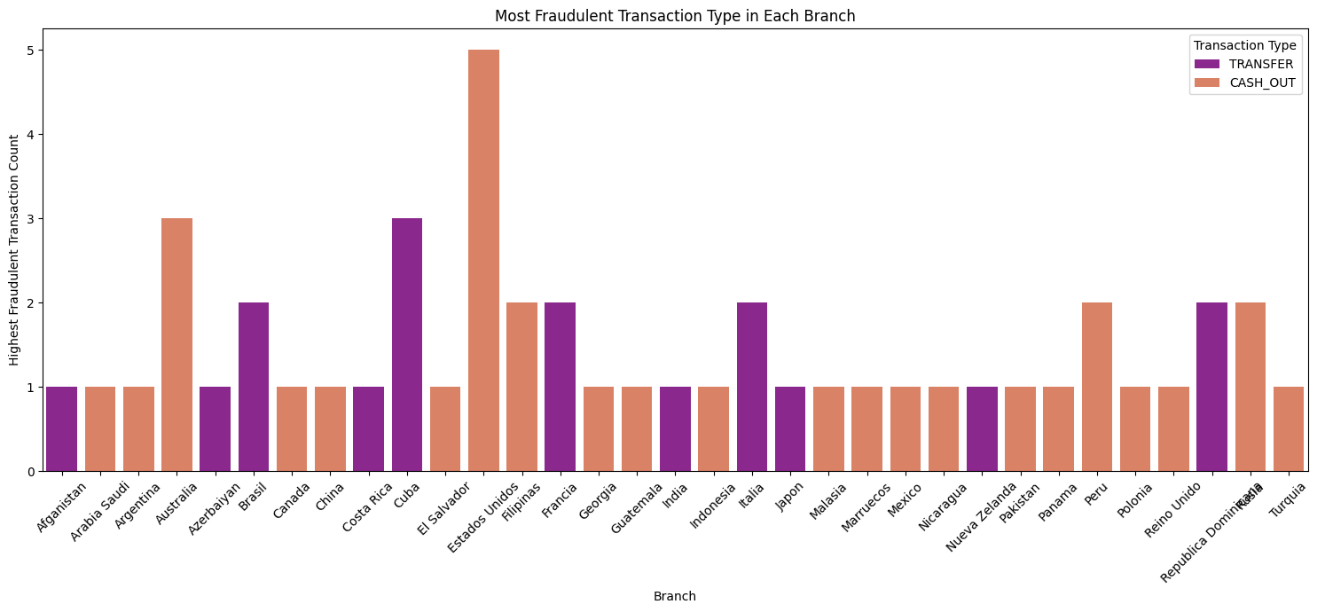 Most Fraudulent Transaction Type in Each Branch
Transaction Type
TRANSFER
CASH_OUT
Highest Fraudulent Transaction Count
5
4
3
2
1
0
Afganistan
Arabia Saudi
Argentina
Australia
Azerbaiyan
Brasil
Canada
China
Costa Rica
Cuba
El Salvador
Estados Unidos
Filipinas
Francia
Georgia
Guatemala
India
Indonesia
Italia
Japon
Malasia
Marruecos
Mexico
Nicaragua
Nueva Zelanda
Pakistan
Panama
Peru
Polonia
Reino Unido
Republica Dominicana
Turquia
Branch